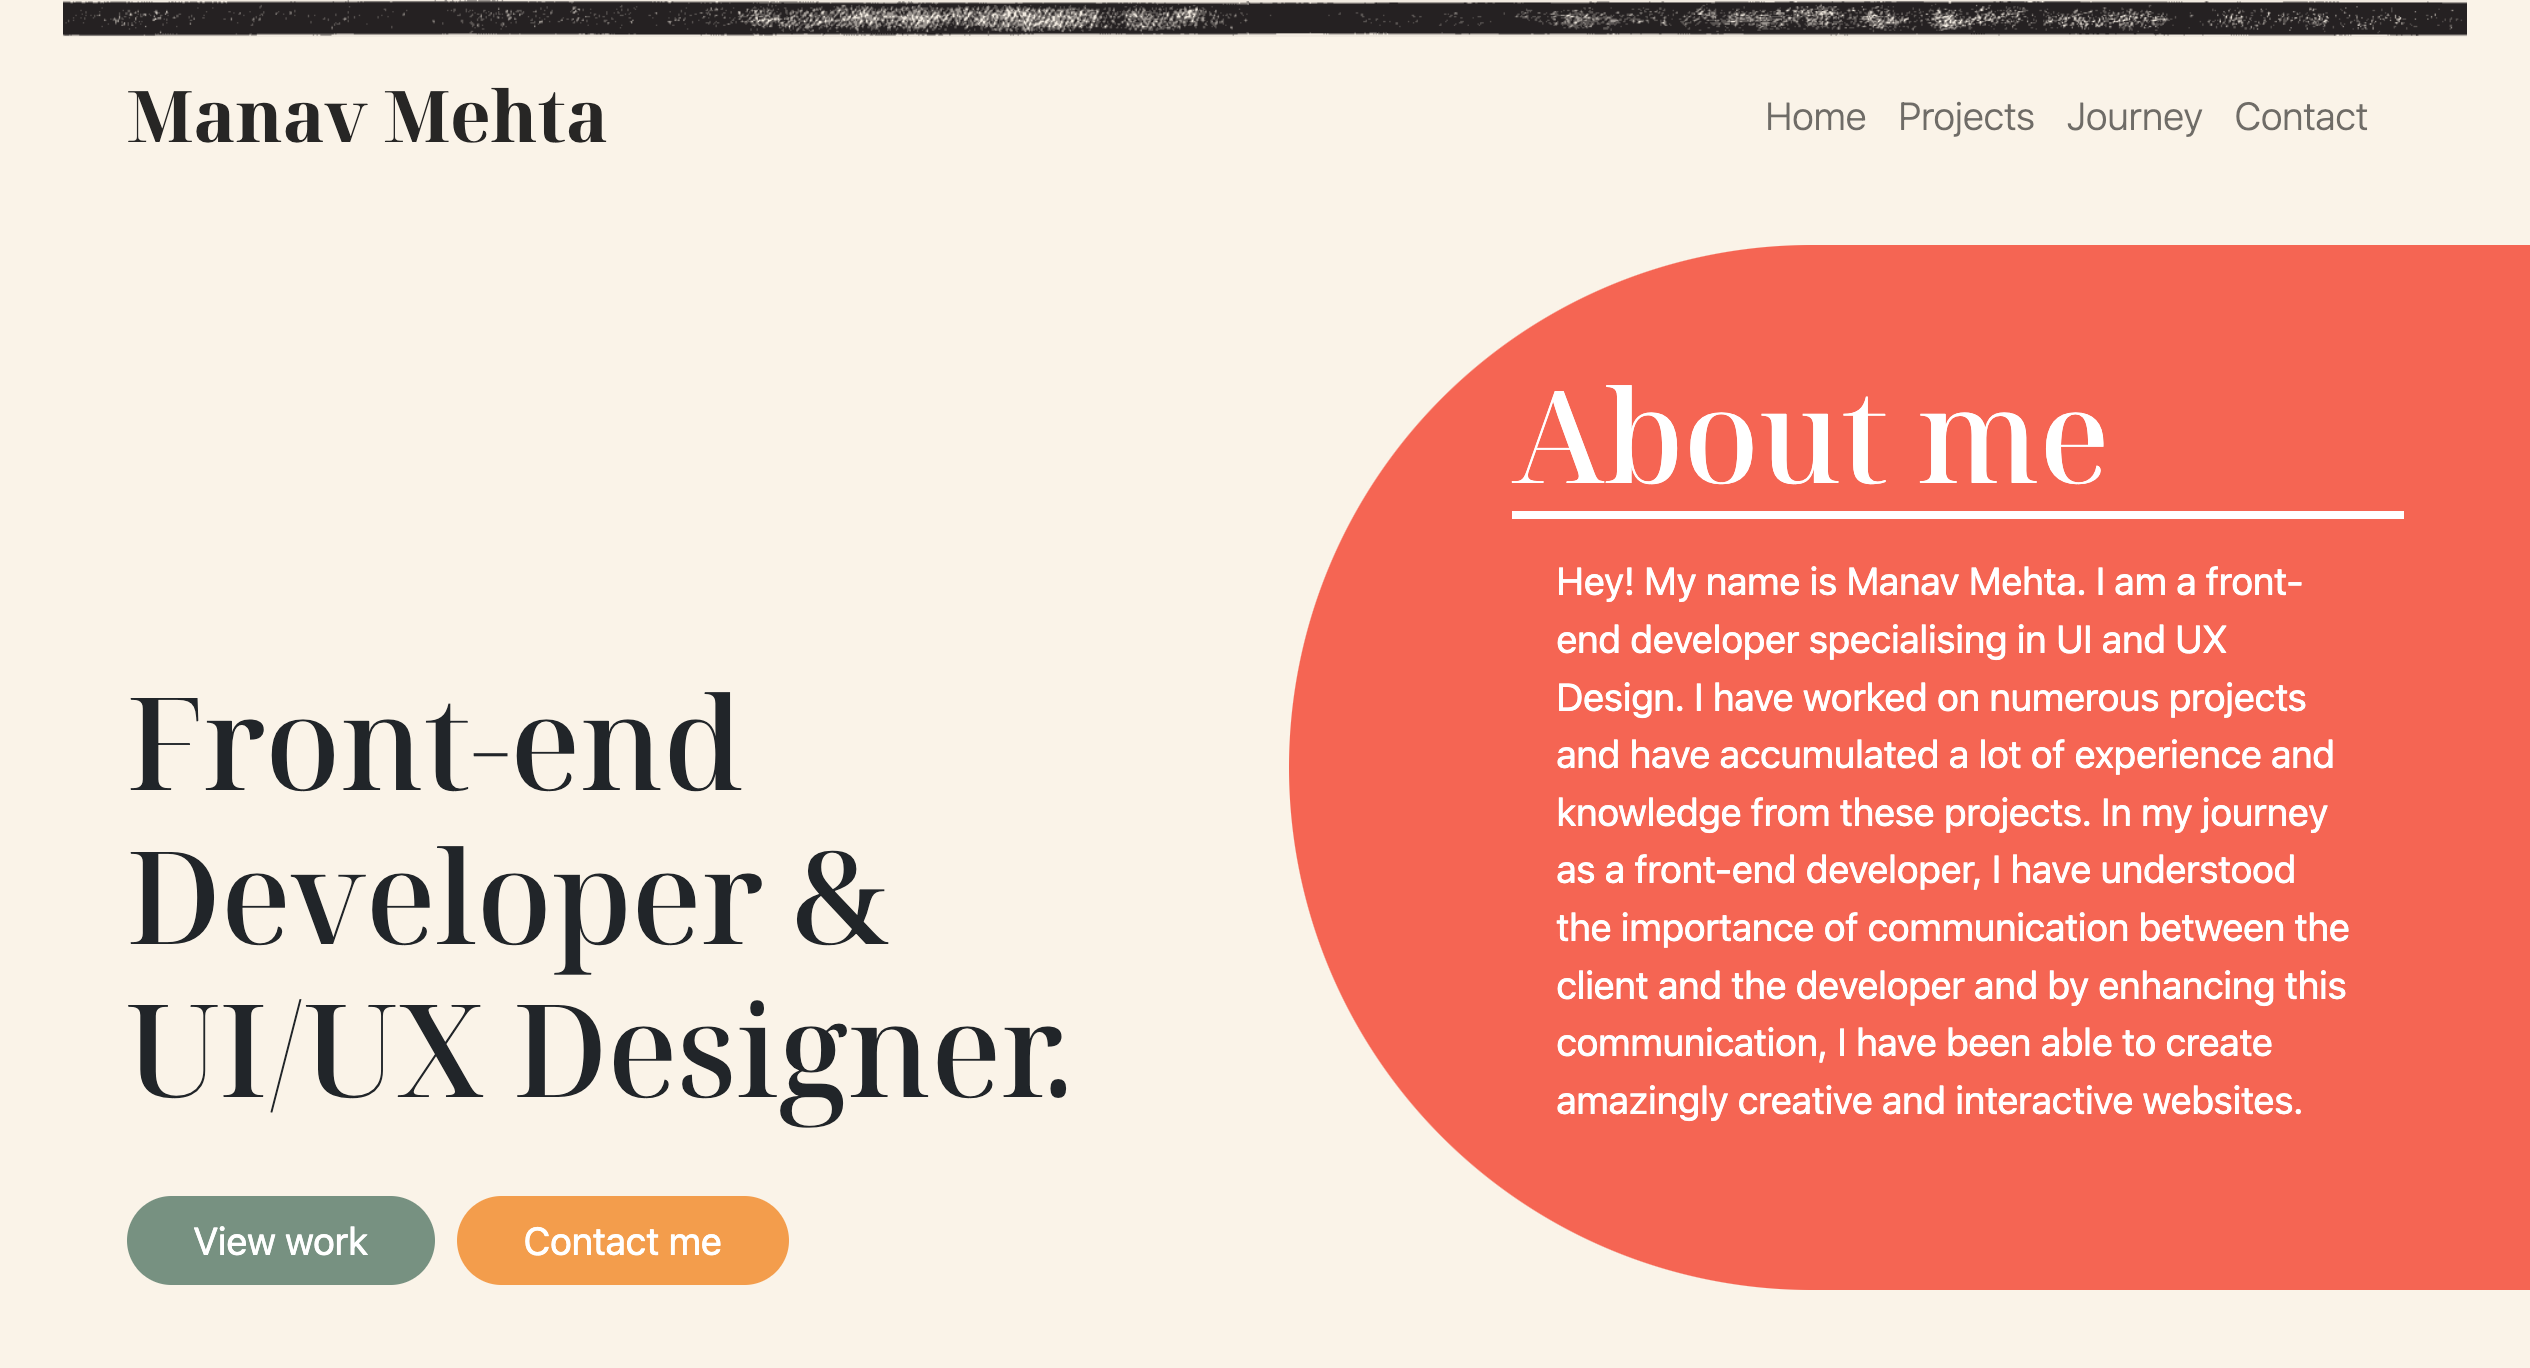 Manav Mehta
Home Projects Journey Contact
Front-end
Developer &
UI/UX Designer.
View work
Contact me
About me
Hey! My name is Manav Mehta. I am a front-
end developer specialising in UI and UX
Design. I have worked on numerous projects
and have accumulated a lot of experience and
knowledge from these projects. In my journey
as a front-end developer, I have understood
the importance of communication between the
client and the developer and by enhancing this
communication, I have been able to create
amazingly creative and interactive websites.